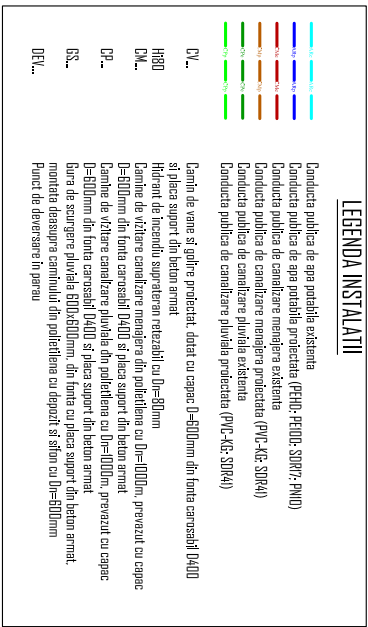 LEGENDA INSTALATII
Conducta publica de apa potabila existenta
Conducta publica de apa potabila proiectata (PEHD; PE100; SDR17; PN10)
Conducta publica de canalizare menajera existenta
Conducta publica de canalizare menajera proiectata (PVC-KG; SDR41)
Conducta publica de canalizare pluviala existenta
Conducta publica de canalizare pluviala proiectata (PVC-KG; SDR41)
CV... Camin de vane si golire proiectat, dotat cu capac D=600mm din fonta carosabil D400
si placa suport din beton armat
Hi80 Hidrant de incendiu suprateran retezabil cu Dn=80mm
CM... Camine de vizitare canalizare menajera din polietilena cu Dn=1000m, prevazut cu capac
D=600mm din fonta carosabil D400 si placa suport din beton armat
CP... Camine de vizitare canalizare pluviala din polietilena cu Dn=1000m, prevazut cu capac
D=600mm din fonta carosabil D400 si placa suport din beton armat
GS... Gura de scurgere pluviala 600x600mm, din fonta cu placa suport din beton armat,
montata deasupra caminului din polietilena cu depozit si sifon cu Dn=600mm
DEV... Punct de deversare in parau